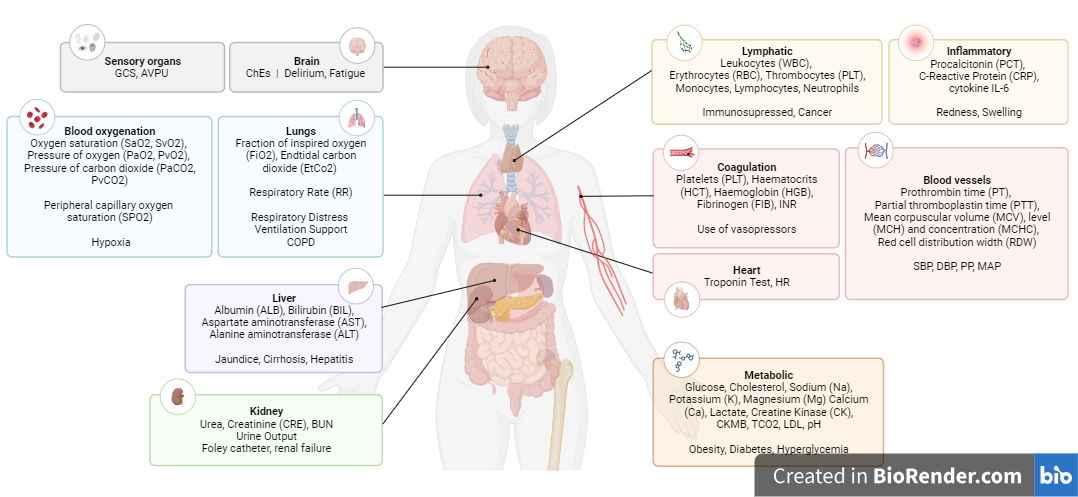 Sensory organs
GCS, AVPU
Brain
ChEs | Delirium, Fatigue
Blood oxygenation
Oxygen saturation (SaO2, SvO2),
Pressure of oxygen (PaO2, PvO2),
Pressure of carbon dioxide (PaCO2,
PvCO2)
Peripheral capillary oxygen
saturation (SPO2)
Hypoxia
Lungs
Fraction of inspired oxygen
(FiO2), Endtidal carbon
dioxide (EtCo2)
Respiratory Rate (RR)
Respiratory Distress
Ventilation Support
COPD
Liver
Albumin (ALB), Bilirubin (BIL),
Aspartate aminotransferase (AST),
Alanine aminotransferase (ALT)
Jaundice, Cirrhosis, Hepatitis
Kidney
Urea, Creatinine (CRE), BUN
Urine Output
Foley catheter, renal failure
Lymphatic
Leukocytes (WBC),
Erythrocytes (RBC), Thrombocytes (PLT),
Monocytes, Lymphocytes, Neutrophils
Immunosupressed, Cancer
Inflammatory
Procalcitonin (PCT),
C-Reactive Protein (CRP),
cytokine IL-6
Redness, Swelling
Coagulation
Platelets (PLT), Haematocrits
(HCT), Haemoglobin (HGB),
Fibrinogen (FIB), INR
Use of vasopressors
Blood vessels
Prothrombin time (PT),
Partial thromboplastin time (PTT),
Mean corpuscular volume (MCV), level
(MCH) and concentration (MCHC),
Red cell distribution width (RDW)
SBP, DBP, PP, MAP
Heart
Troponin Test, HR
Metabolic
Glucose, Cholesterol, Sodium (Na),
Potassium (K), Magnesium (Mg) Calcium
(Ca), Lactate, Creatine Kinase (CK),
CKMB, TCO2, LDL, pH
Obesity, Diabetes, Hyperglycemia
Created in BioRender.com bio